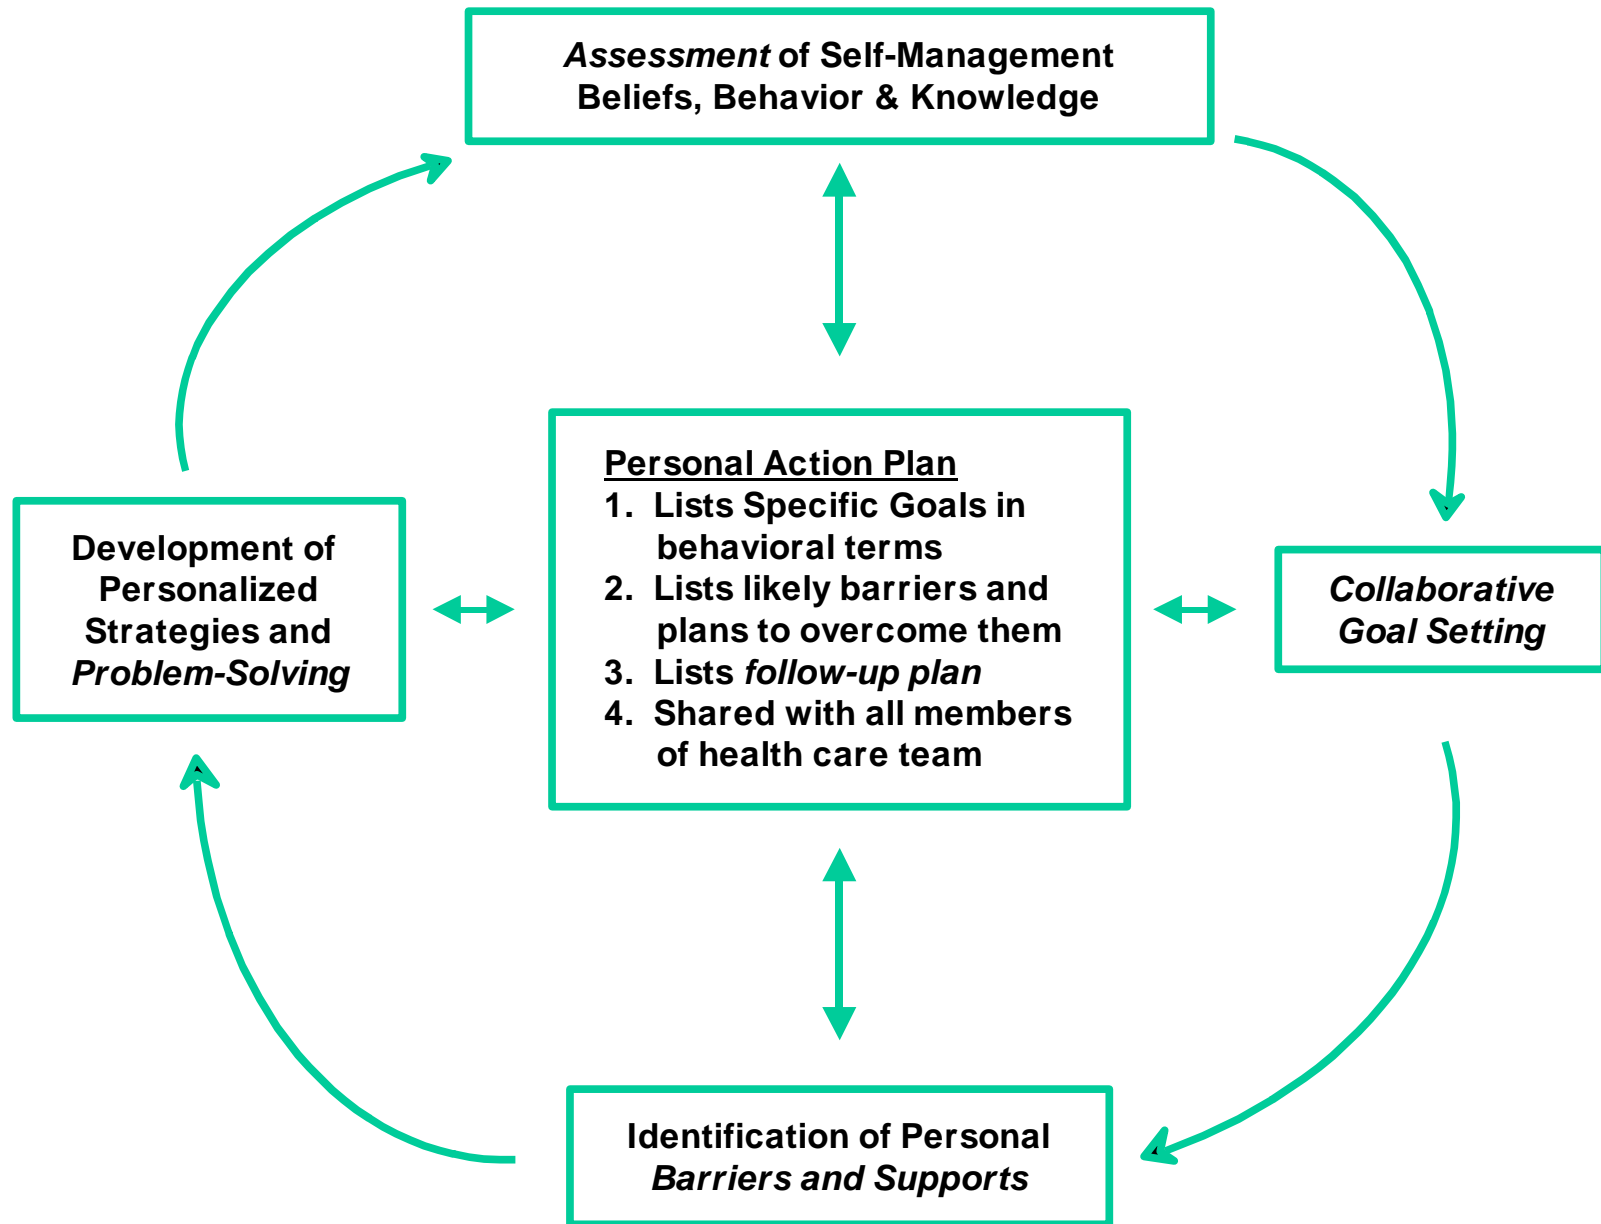 Assessment of Self-Management
Beliefs, Behavior & Knowledge
Personal Action Plan
1. Lists Specific Goals in
behavioral terms
2. Lists likely barriers and
plans to overcome them
3. Lists follow-up plan
4. Shared with all members
of health care team
Development of
Personalized
Strategies and
Problem-Solving
Collaborative
Goal Setting
Identification of Personal
Barriers and Supports